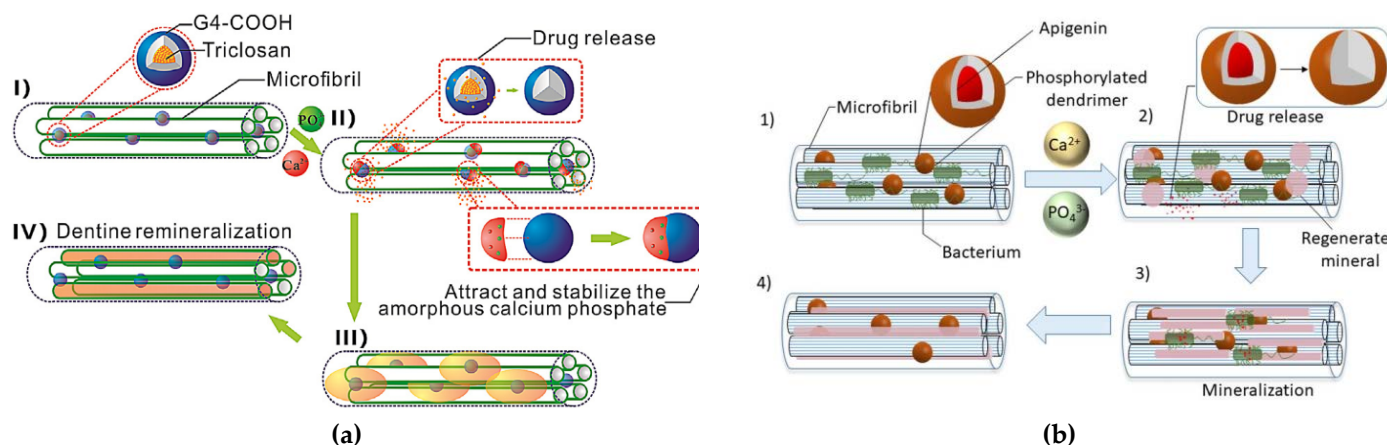 G4-COOH
Triclosan
Microfibril
I)
PO
Ca²
II)
Drug release
Attract and stabilize the
amorphous calcium phosphate
III)
IV) Dentine remineralization
(a)
Apigenin
Phosphorylated
dendrimer
Microfibril
1)
Bacterium
Ca²⁺
PO₄³⁻
2)
Drug release
Regenerate
mineral
3)
Mineralization
4)
(b)